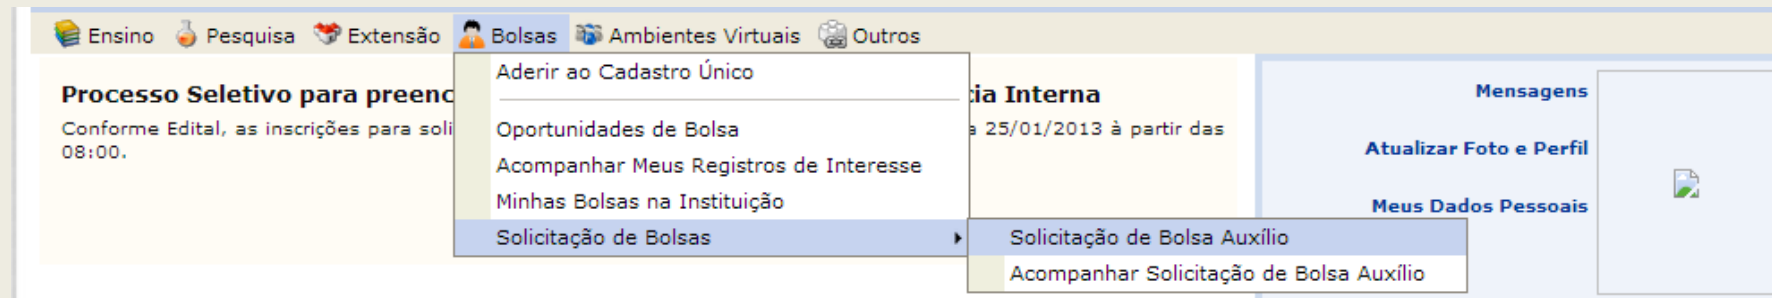 Ensino Pesquisa Extensão Bolsas Ambientes Virtuais Outros
Aderir ao Cadastro Único
Processo Seletivo para preenc
cia Interna
Conforme Edital, as inscrições para soli
a 25/01/2013 à partir das
08:00.
Oportunidades de Bolsa
Acompanhar Meus Registros de Interesse
Minhas Bolsas na Instituição
Solicitação de Bolsas
Solicitação de Bolsa Auxílio
Acompanhar Solicitação de Bolsa Auxílio
Mensagens
Atualizar Foto e Perfil
Meus Dados Pessoais